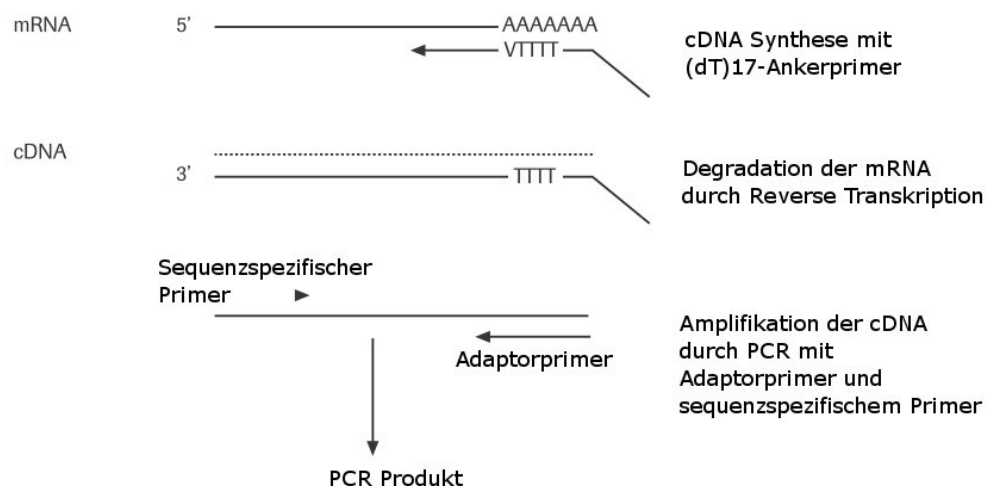 mRNA 5’ AAAAAAA
VTTTT
cDNA Synthese mit
(dT)17-Ankerprimer
cDNA
3’ TTTT
Degradation der mRNA
durch Reverse Transkription
Sequenzspezifischer
Primer
Adaptorprimer
Amplifikation der cDNA
durch PCR mit
Adaptorprimer und
sequenzspezifischem Primer
PCR Produkt